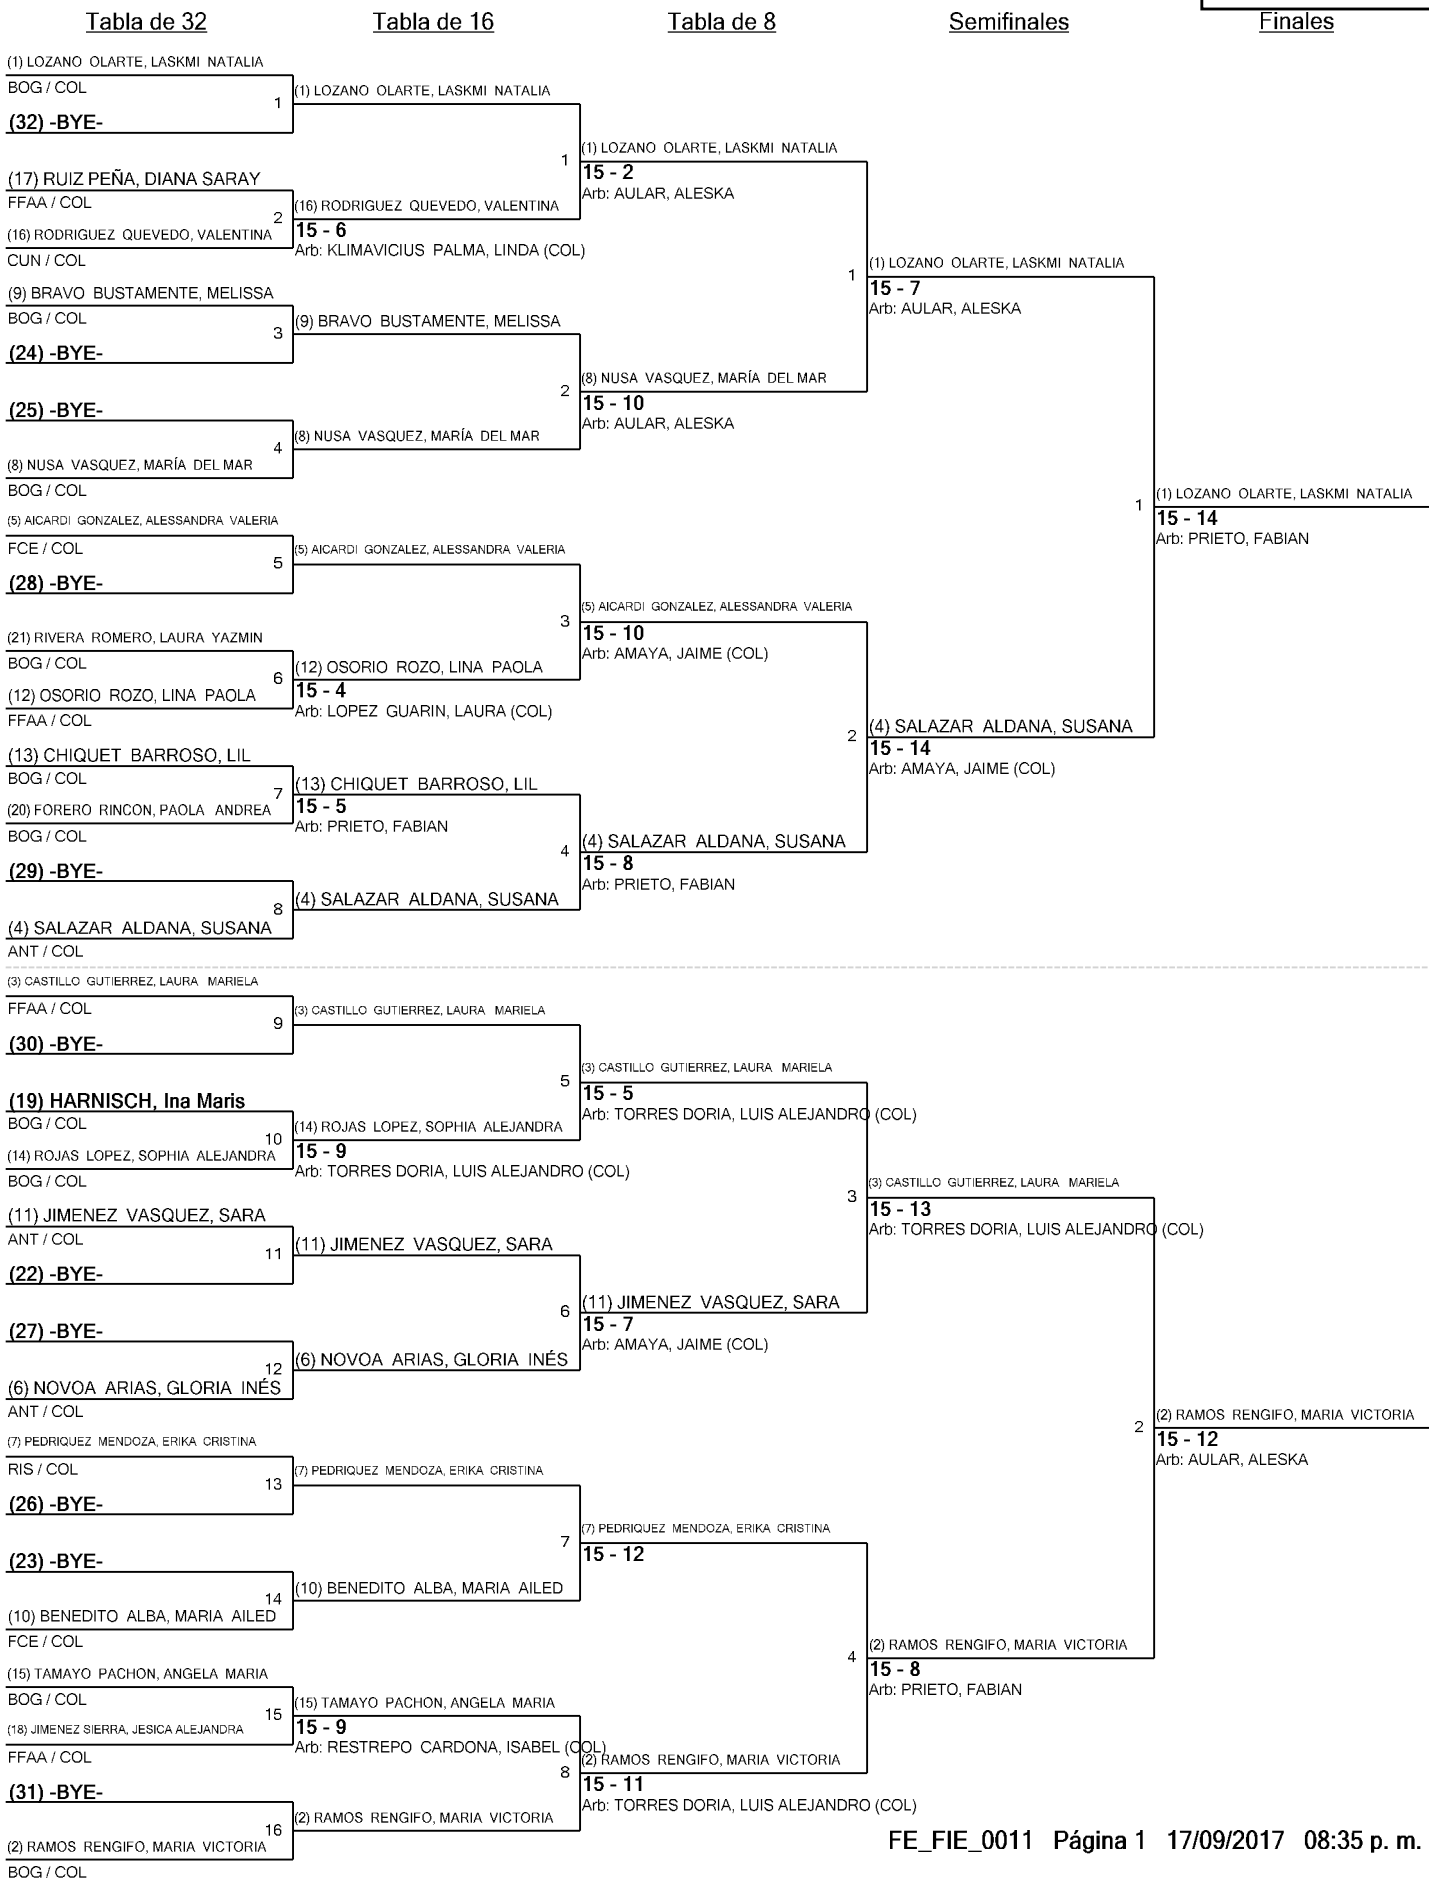 Tabla de 32
Tabla de 16
Tabla de 8
Semifinales
Finales
(1) LOZANO OLARTE, LASKMI NATALIA
BOG / COL
1
(32) -BYE-
(17) RUIZ PEÑA, DIANA SARAY
FFAA / COL
2
(16) RODRIGUEZ QUEVEDO, VALENTINA
CUN / COL
(9) BRAVO BUSTAMENTE, MELISSA
BOG / COL
3
(24) -BYE-
(25) -BYE-
4
(8) NUSA VASQUEZ, MARÍA DEL MAR
BOG / COL
(5) AICARDI GONZALEZ, ALESSANDRA VALERIA
FCE / COL
5
(28) -BYE-
(21) RIVERA ROMERO, LAURA YAZMIN
BOG / COL
6
(12) OSORIO ROZO, LINA PAOLA
FFAA / COL
(13) CHIQUET BARROSO, LIL
BOG / COL
7
(20) FORERO RINCON, PAOLA ANDREA
BOG / COL
(29) -BYE-
8
(4) SALAZAR ALDANA, SUSANA
ANT / COL
(3) CASTILLO GUTIERREZ, LAURA MARIELA
FFAA / COL
9
(30) -BYE-
(19) HARNISCH, Ina Maris
BOG / COL
10
(14) ROJAS LOPEZ, SOPHIA ALEJANDRA
BOG / COL
(11) JIMENEZ VASQUEZ, SARA
ANT / COL
11
(22) -BYE-
(27) -BYE-
12
(6) NOVOA ARIAS, GLORIA INÉS
ANT / COL
(7) PEDRIQUEZ MENDOZA, ERIKA CRISTINA
RIS / COL
13
(26) -BYE-
(23) -BYE-
14
(10) BENEDITO ALBA, MARIA AILED
FCE / COL
(15) TAMAYO PACHON, ANGELA MARIA
BOG / COL
15
(18) JIMENEZ SIERRA, JESICA ALEJANDRA
FFAA / COL
(31) -BYE-
16
(2) RAMOS RENGIFO, MARIA VICTORIA
BOG / COL
(1) LOZANO OLARTE, LASKMI NATALIA
1
(16) RODRIGUEZ QUEVEDO, VALENTINA
15 - 6
Arb: KLIMAVICIUS PALMA, LINDA (COL)
(9) BRAVO BUSTAMENTE, MELISSA
2
(8) NUSA VASQUEZ, MARÍA DEL MAR
(5) AICARDI GONZALEZ, ALESSANDRA VALERIA
3
(12) OSORIO ROZO, LINA PAOLA
15 - 4
Arb: LOPEZ GUARIN, LAURA (COL)
(13) CHIQUET BARROSO, LIL
15 - 5
Arb: PRIETO, FABIAN
4
(4) SALAZAR ALDANA, SUSANA
(3) CASTILLO GUTIERREZ, LAURA MARIELA
5
(14) ROJAS LOPEZ, SOPHIA ALEJANDRA
15 - 9
Arb: TORRES DORIA, LUIS ALEJANDRO (COL)
(11) JIMENEZ VASQUEZ, SARA
6
(6) NOVOA ARIAS, GLORIA INÉS
(7) PEDRIQUEZ MENDOZA, ERIKA CRISTINA
7
(10) BENEDITO ALBA, MARIA AILED
(15) TAMAYO PACHON, ANGELA MARIA
15 - 9
Arb: RESTREPO CARDONA, ISABEL (COL)
8
(2) RAMOS RENGIFO, MARIA VICTORIA
(1) LOZANO OLARTE, LASKMI NATALIA
15 - 2
Arb: AULAR, ALESKA
1
(8) NUSA VASQUEZ, MARÍA DEL MAR
15 - 10
Arb: AULAR, ALESKA
(5) AICARDI GONZALEZ, ALESSANDRA VALERIA
15 - 10
Arb: AMAYA, JAIME (COL)
2
(4) SALAZAR ALDANA, SUSANA
15 - 8
Arb: PRIETO, FABIAN
(3) CASTILLO GUTIERREZ, LAURA MARIELA
15 - 5
Arb: TORRES DORIA, LUIS ALEJANDRO (COL)
3
(11) JIMENEZ VASQUEZ, SARA
15 - 7
Arb: AMAYA, JAIME (COL)
(7) PEDRIQUEZ MENDOZA, ERIKA CRISTINA
15 - 12
4
(2) RAMOS RENGIFO, MARIA VICTORIA
15 - 11
Arb: TORRES DORIA, LUIS ALEJANDRO (COL)
(1) LOZANO OLARTE, LASKMI NATALIA
15 - 7
Arb: AULAR, ALESKA
1
(4) SALAZAR ALDANA, SUSANA
15 - 14
Arb: AMAYA, JAIME (COL)
(3) CASTILLO GUTIERREZ, LAURA MARIELA
15 - 13
Arb: TORRES DORIA, LUIS ALEJANDRO (COL)
2
(2) RAMOS RENGIFO, MARIA VICTORIA
15 - 8
Arb: PRIETO, FABIAN
(1) LOZANO OLARTE, LASKMI NATALIA
15 - 14
Arb: PRIETO, FABIAN
(2) RAMOS RENGIFO, MARIA VICTORIA
15 - 12
Arb: AULAR, ALESKA
FE_FIE_0011 Página 1 17/09/2017 08:35 p. m.